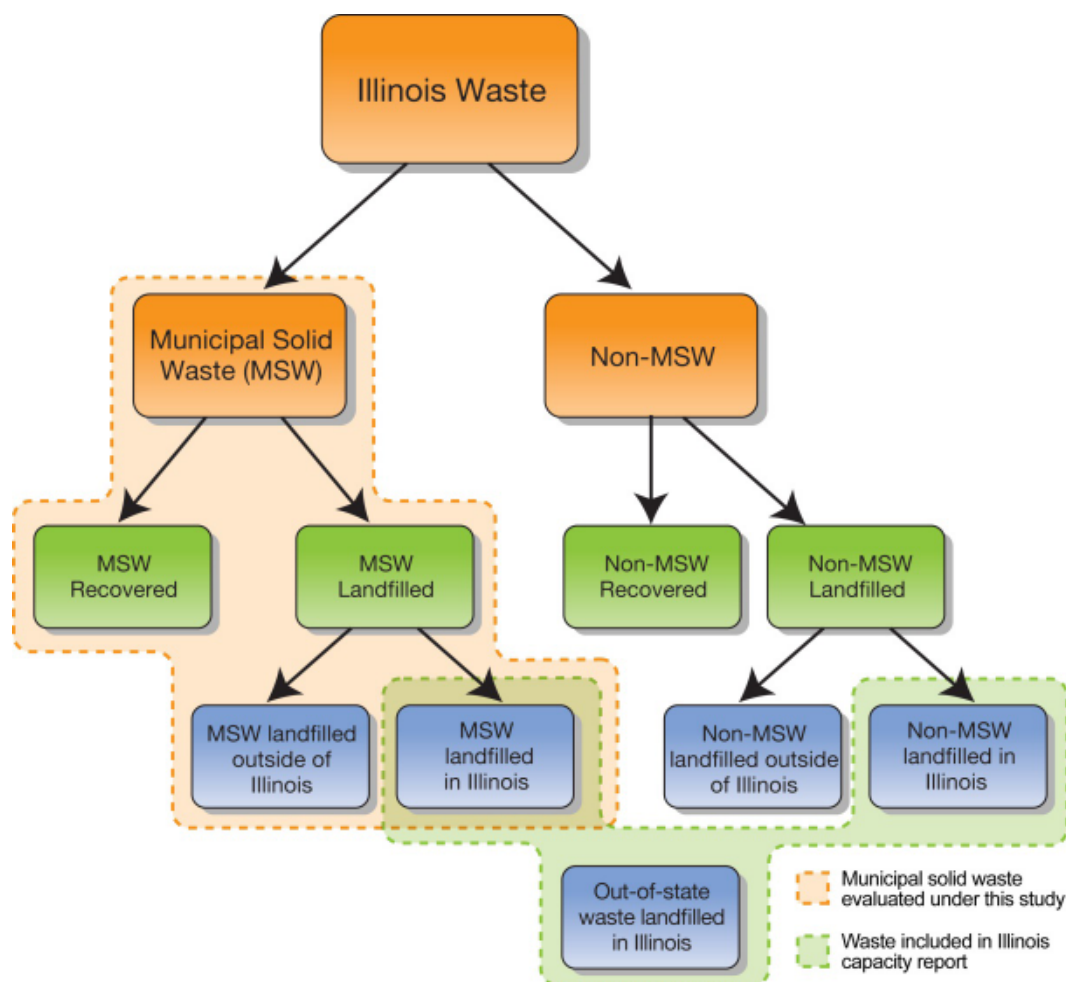 Illinois Waste
Municipal Solid
Waste (MSW)
Non-MSW
MSW
Recovered
MSW
Landfilled
Non-MSW
Recovered
Non-MSW
Landfilled
MSW landfilled
outside of
Illinois
MSW
landfilled
in Illinois
Non-MSW
landfilled outside
of Illinois
Non-MSW
landfilled in
Illinois
Out-of-state
waste landfilled
in Illinois
Municipal solid waste
evaluated under this study
Waste included in Illinois
capacity report